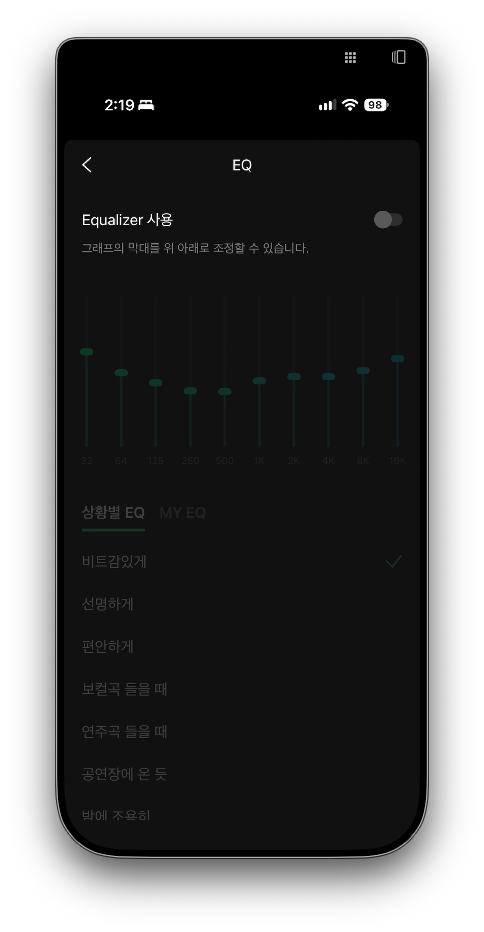 2:19
98
EQ
Equalizer 사용
그래프의 막대를 위 아래로 조정할 수 있습니다.
32 64 125 250 500 1K 2K 4K 8K 16K
상황별 EQ MY EQ
비트감있게
선명하게
편안하게
보컬곡 들을 때
연주곡 들을 때
공연장에 온 듯
밤에 조용히